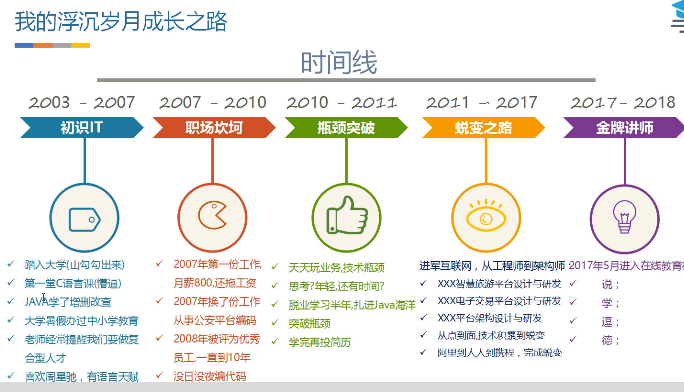 我的浮沉岁月成长之路
时间线
2003 - 2007
初识IT
踏入大学(山勾勾出来)
第一堂C语言课(懵逼)
JAVA学了增删改查
大学暑假办过中小学教育
老师经常提醒我们要做复
合型人才
喜欢周星驰，有语言天赋
2007 - 2010
职场坎坷
2007年第一份工作,
月薪800,还拖工资
2007年换了份工作
从事公安平台编码
2008年被评为优秀
员工,一直到10年
没日没夜编代码
2010 - 2011
瓶颈突破
天天玩业务,技术瓶颈
思考?年轻,还有时间?
脱业学习半年,扎进Java海洋
突破瓶颈
学完再投简历
2011 - 2017
蜕变之路
进军互联网，从工程师到架构师
XXX智慧旅游平台设计与研发
XXX电子交易平台设计与研发
XXX平台架构设计与研发
从点到面,技术积累到蜕变
阿里到人人到携程，完成蜕变
2017- 2018
金牌讲师
2017年5月进入在线教育
说；
学；
逗；
德；